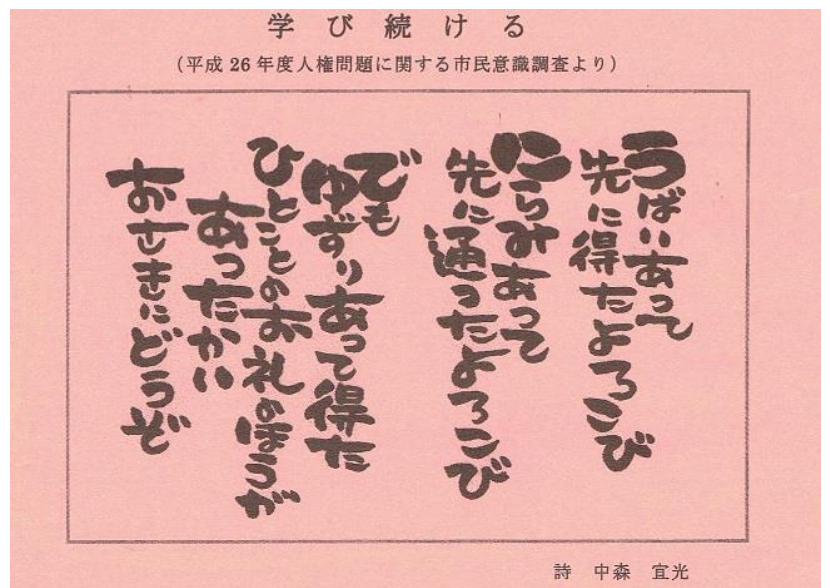 学び続ける
(平成26年度人権問題に関する市民意識調査より)
うばいあって
先に得たよろこび
にらみあって
先に通ったよろこび
でも
ゆずりあって得た
ひとことのお礼のほうが
あったかい
おさきにどうぞ
詩 中森 宜光